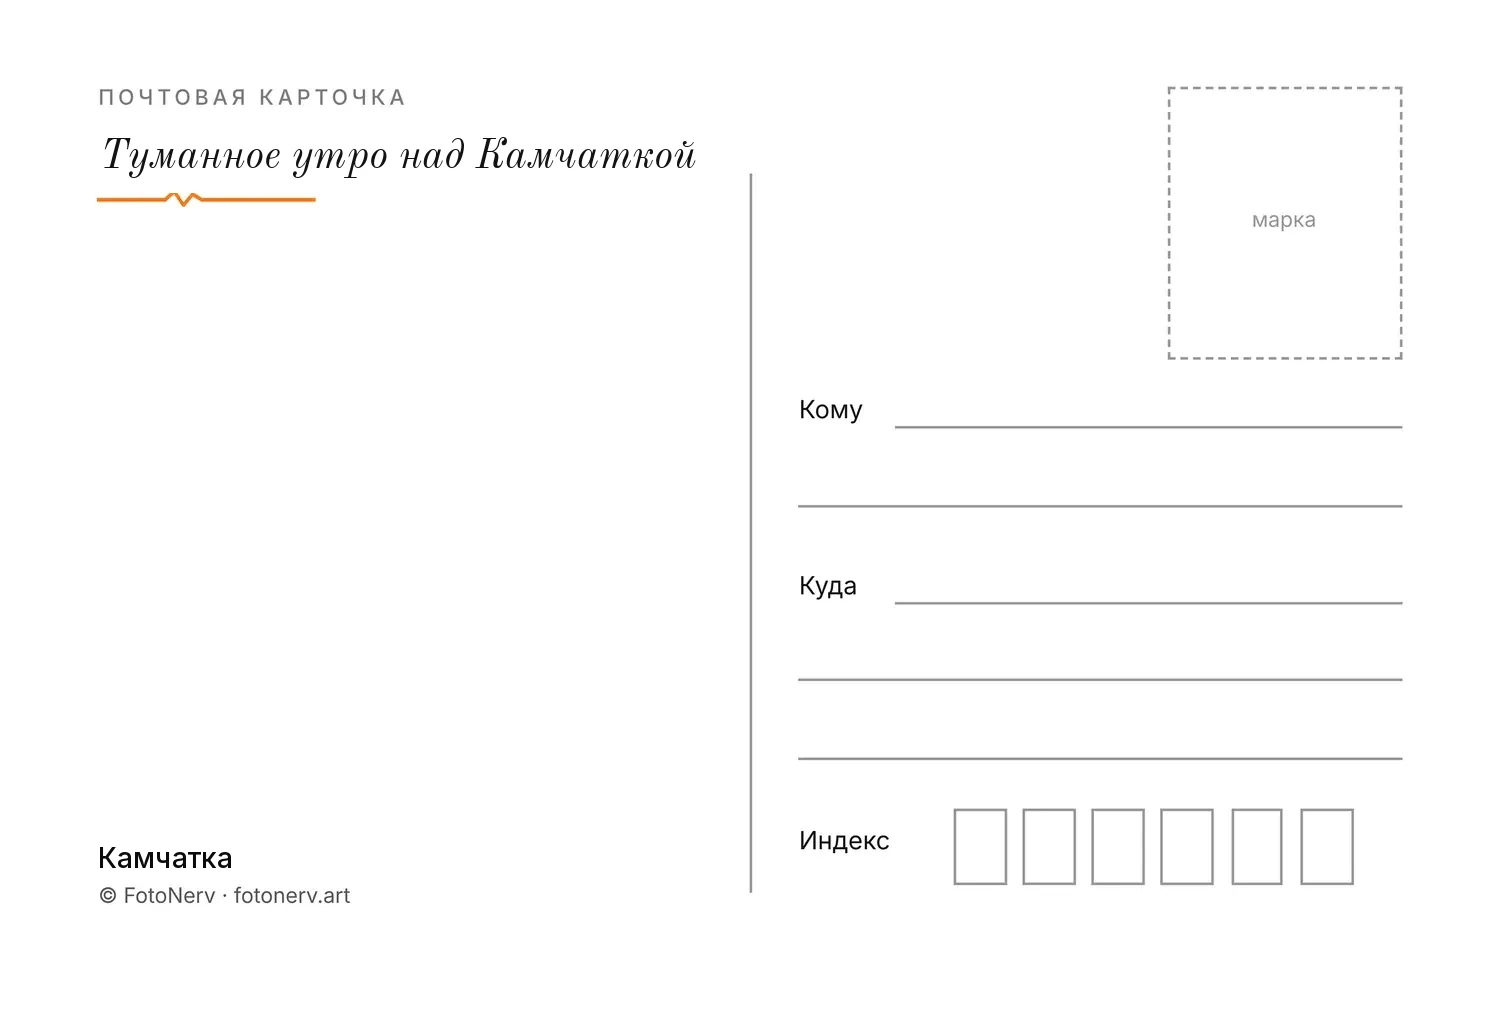 ПОЧТОВАЯ КАРТОЧКА
Туманное утро над Камчаткой
марка
Кому
Куда
Индекс
Камчатка
© FotoNerv · fotonerv.art